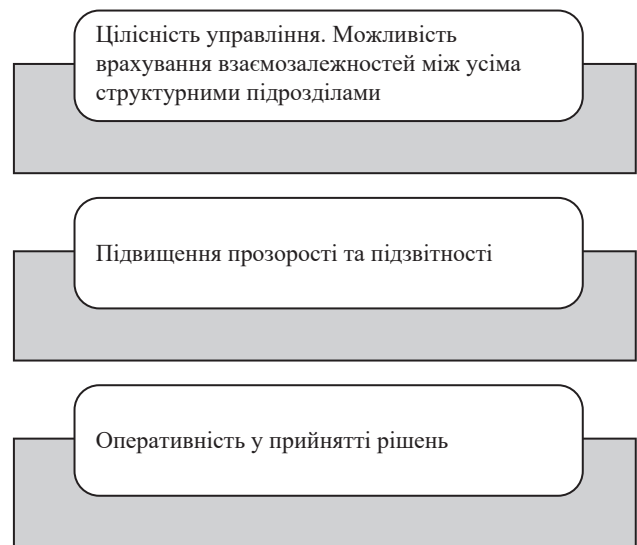 Цілісність управління. Можливість
врахування взаємозалежностей між усіма
структурними підрозділами
Підвищення прозорості та підзвітності
Оперативність у прийнятті рішень